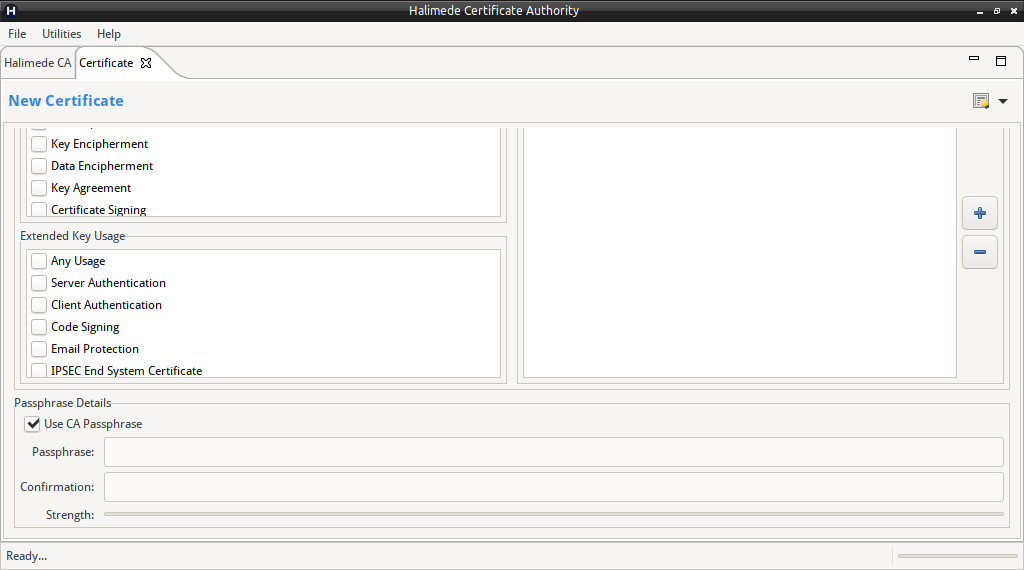 H Halimede Certificate Authority
File Utilities Help
Halimede CA Certificate
New Certificate
Key Encipherment
Data Encipherment
Key Agreement
Certificate Signing
Extended Key Usage
Any Usage
Server Authentication
Client Authentication
Code Signing
Email Protection
IPSEC End System Certificate
Passphrase Details
Use CA Passphrase
Passphrase:
Confirmation:
Strength:
Ready...